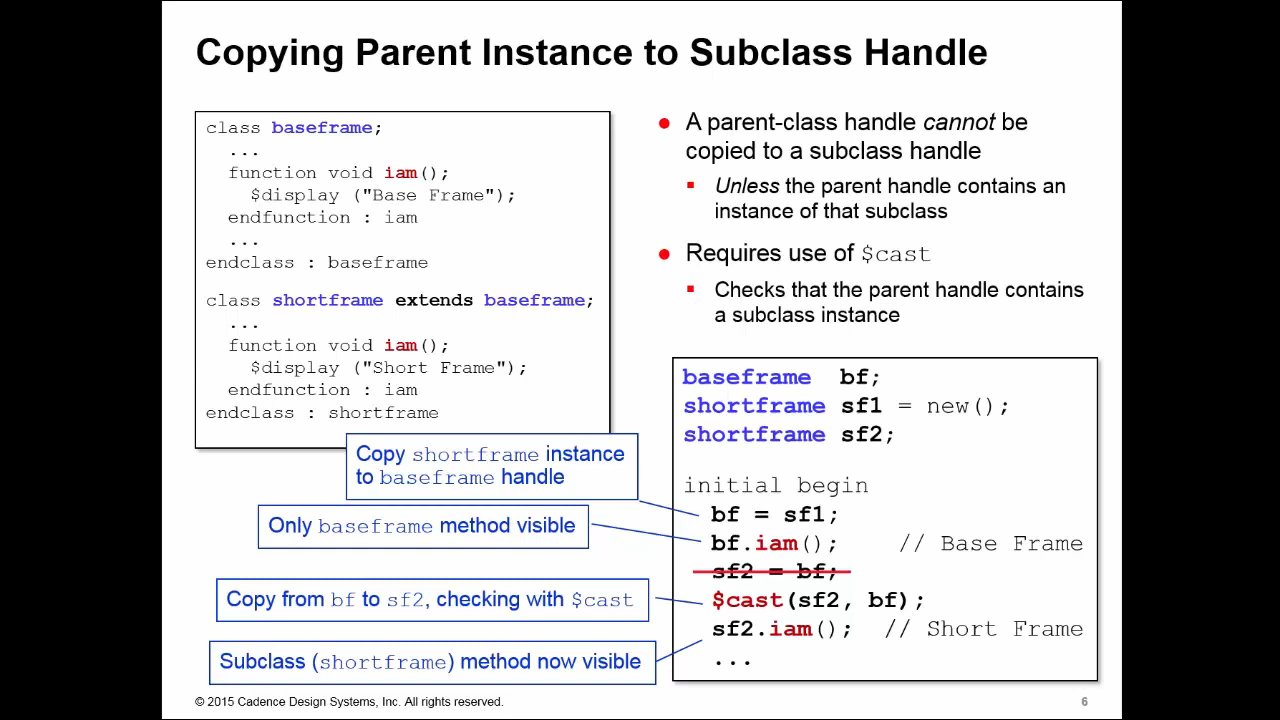 Copying Parent Instance to Subclass Handle
class baseframe;
...
function void iam();
$display ("Base Frame");
endfunction : iam
...
endclass : baseframe
class shortframe extends baseframe;
...
function void iam();
$display ("Short Frame");
endfunction : iam
endclass : shortframe
A parent-class handle cannot be
copied to a subclass handle
Unless the parent handle contains an
instance of that subclass
Requires use of $cast
Checks that the parent handle contains
a subclass instance
baseframe bf;
shortframe sf1 = new();
shortframe sf2;
initial begin
bf = sf1;
bf.iam(); // Base Frame
sf2 = bf;
$cast(sf2, bf);
sf2.iam(); // Short Frame
...
Copy shortframe instance
to baseframe handle
Only baseframe method visible
Copy from bf to sf2, checking with $cast
Subclass (shortframe) method now visible
© 2015 Cadence Design Systems, Inc. All rights reserved.
6